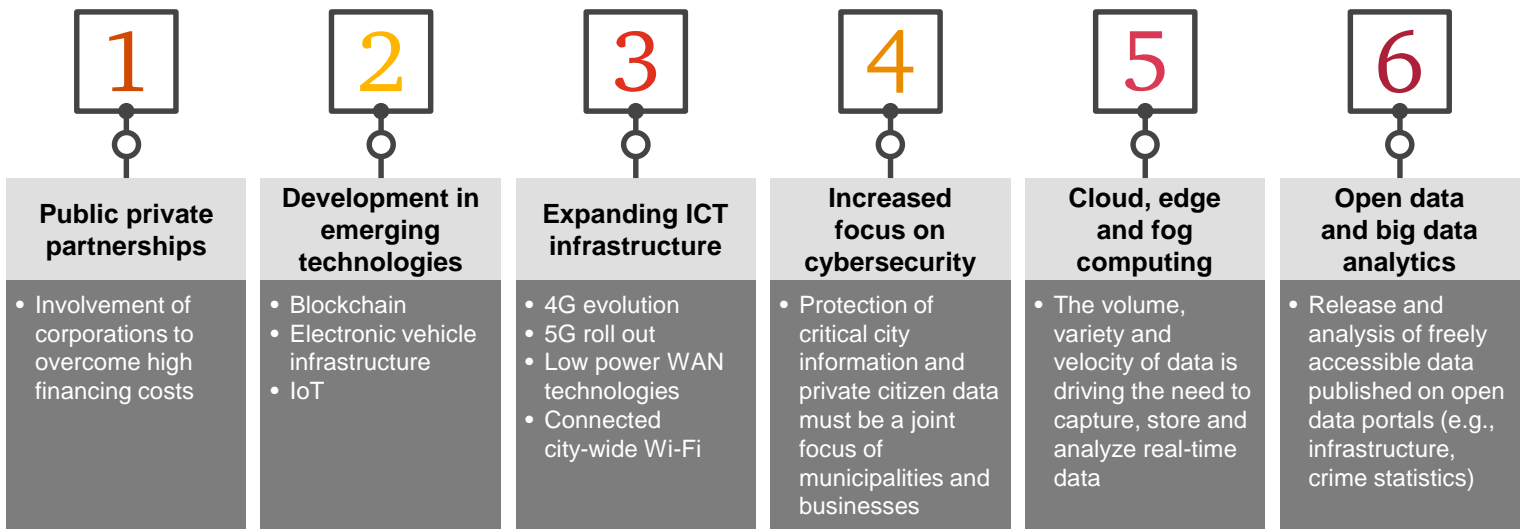 1
Public private
partnerships
• Involvement of
corporations to
overcome high
financing costs
2
Development in
emerging
technologies
• Blockchain
• Electronic vehicle
infrastructure
• IoT
3
Expanding ICT
infrastructure
• 4G evolution
• 5G roll out
• Low power WAN
technologies
• Connected
city-wide Wi-Fi
4
Increased
focus on
cybersecurity
• Protection of
critical city
information and
private citizen data
must be a joint
focus of
municipalities and
businesses
5
Cloud, edge
and fog
computing
• The volume,
variety and
velocity of data is
driving the need to
capture, store and
analyze real-time
data
6
Open data
and big data
analytics
• Release and
analysis of freely
accessible data
published on open
data portals (e.g.,
infrastructure,
crime statistics)